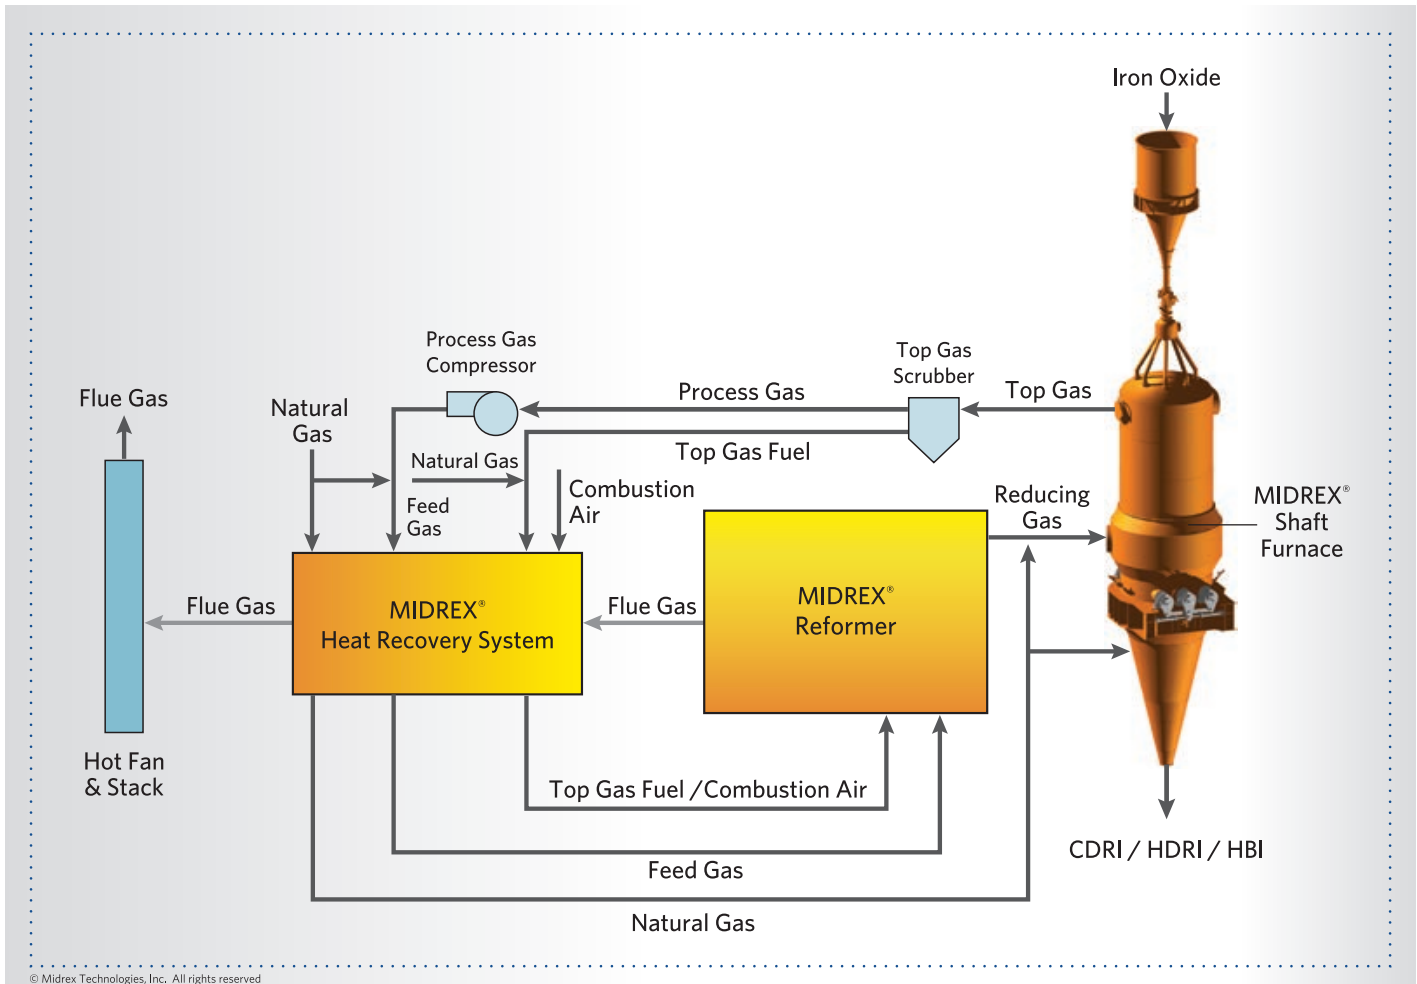 Iron Oxide
Process Gas
Compressor
Top Gas
Scrubber
Flue Gas
Natural
Gas
Process Gas
Top Gas
Top Gas Fuel
Natural Gas
Feed
Gas
Combustion
Air
Reducing
Gas
MIDREX®
Shaft
Furnace
Flue Gas
MIDREX®
Heat Recovery System
Flue Gas
MIDREX®
Reformer
Hot Fan
& Stack
Top Gas Fuel /Combustion Air
CDRI / HDRI / HBI
Feed Gas
Natural Gas
© Midrex Technologies, Inc. All rights reserved